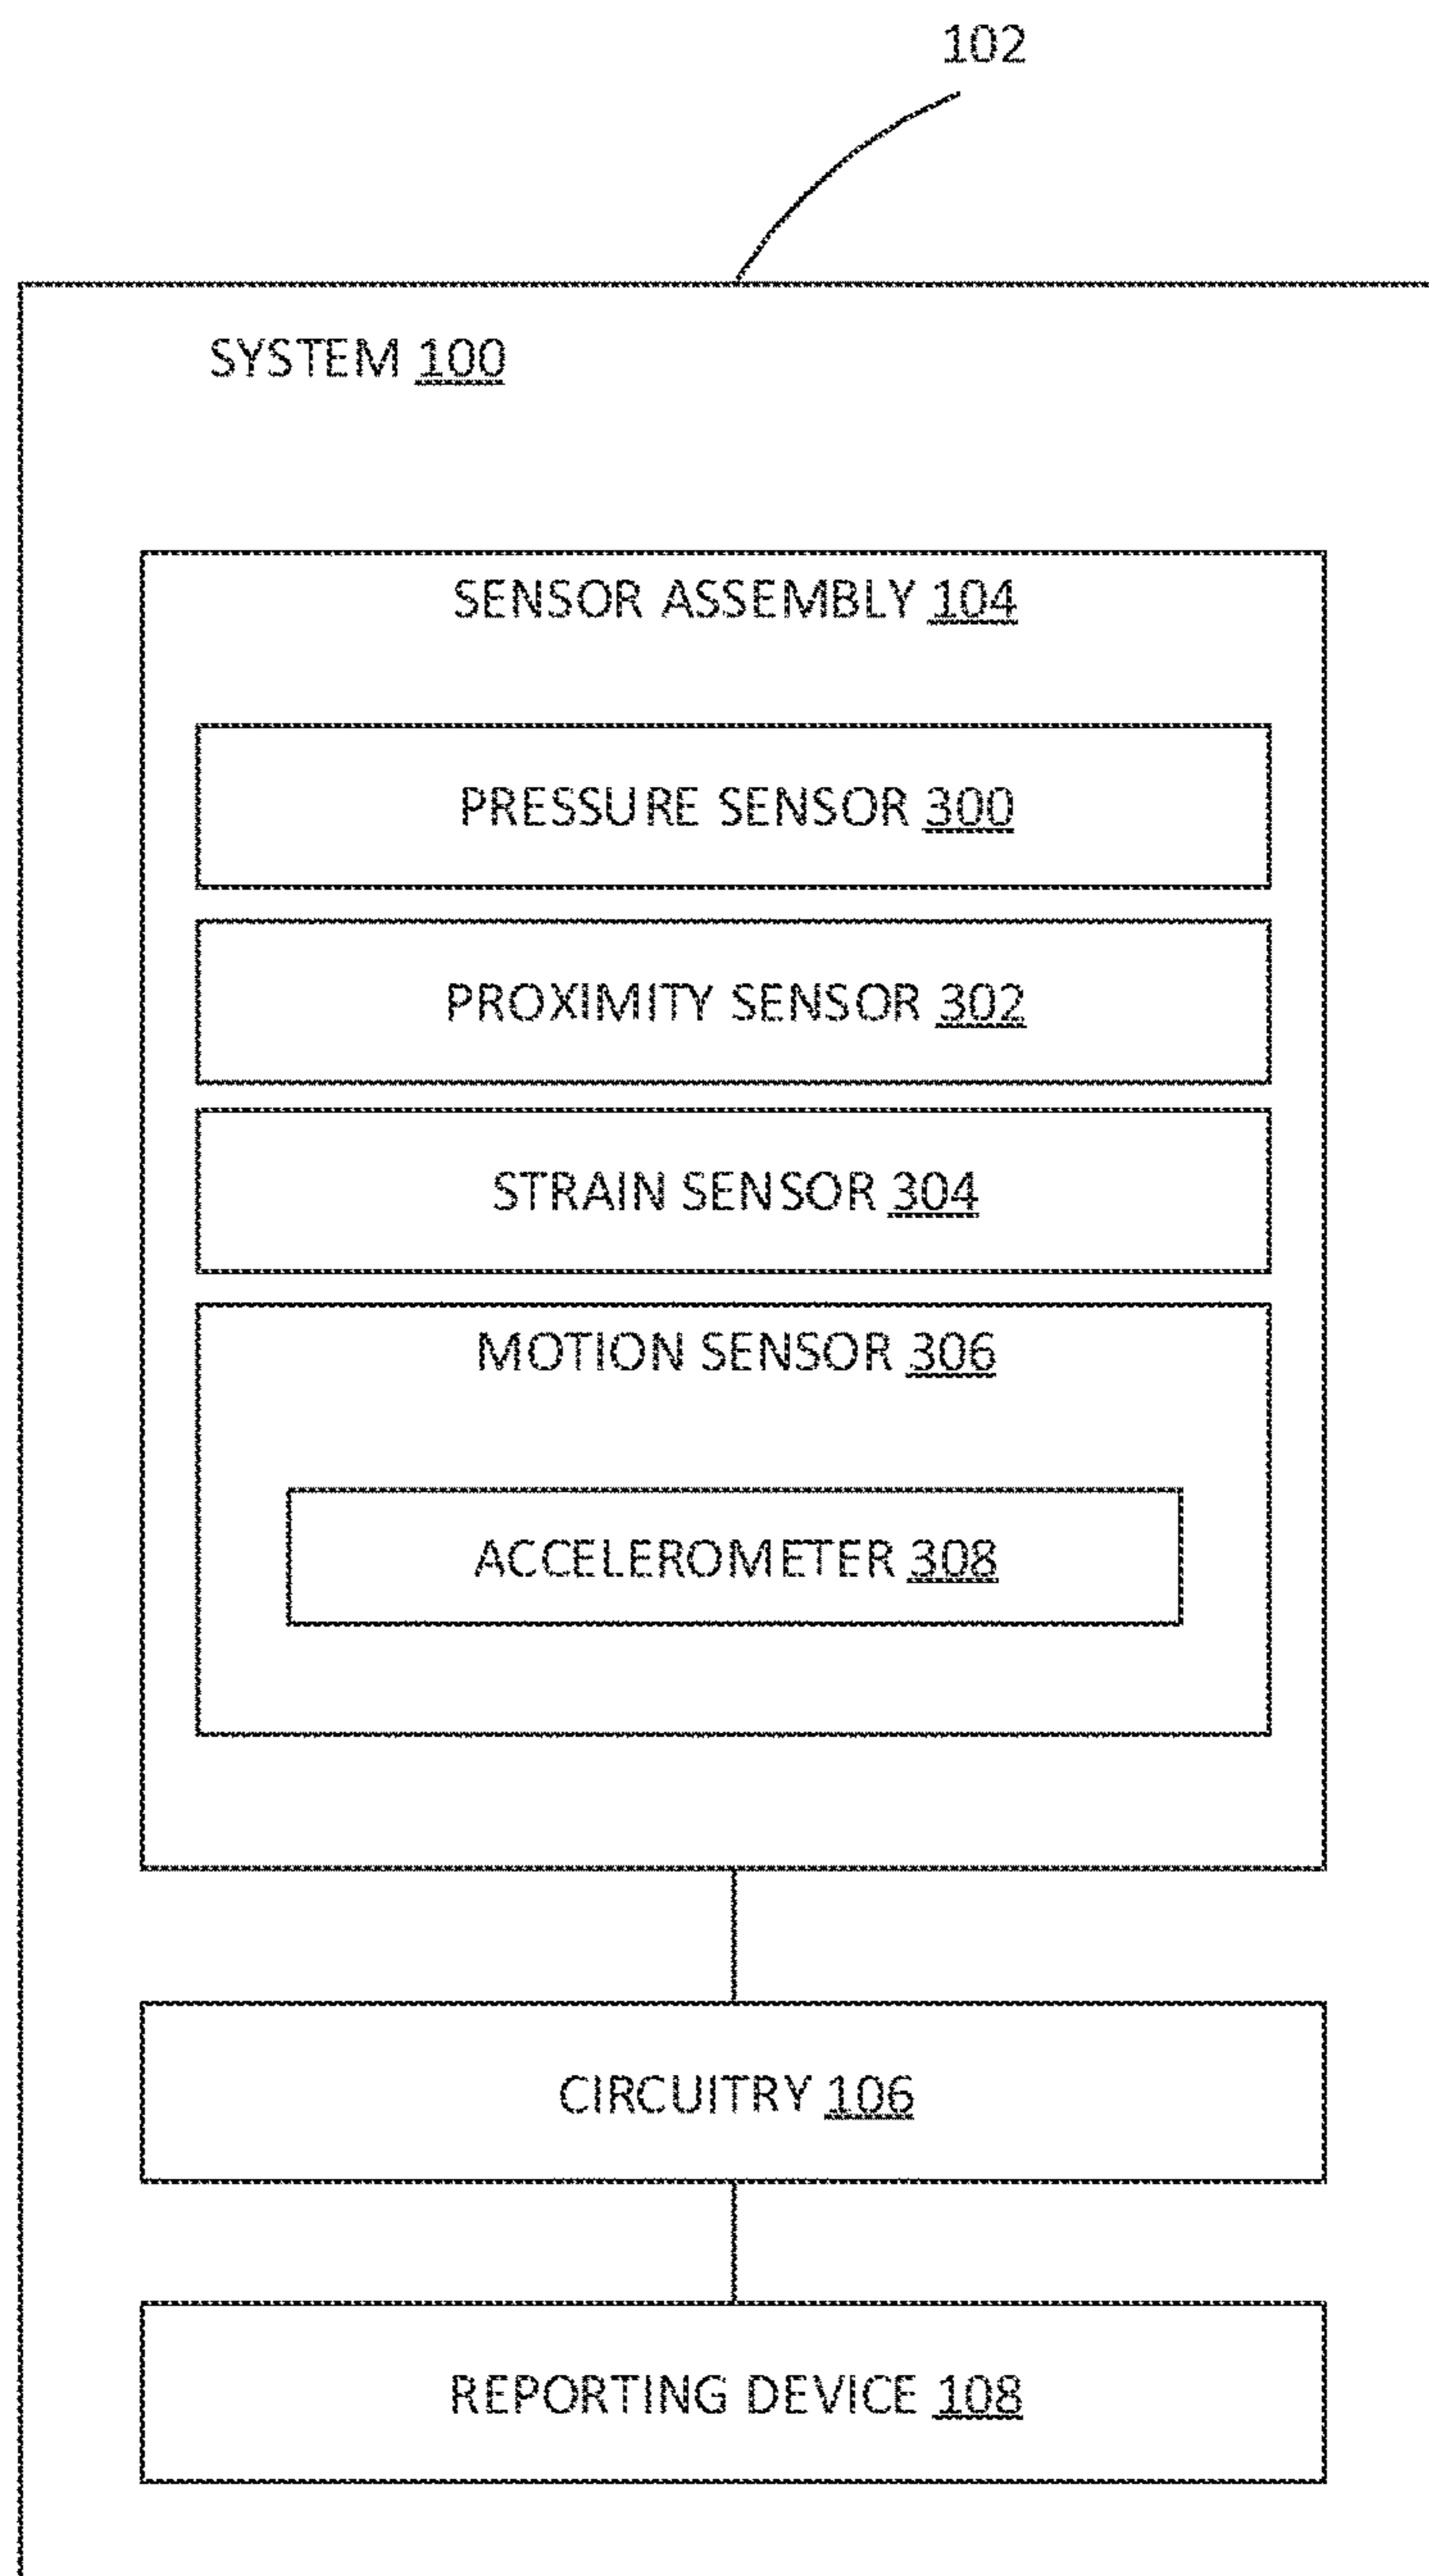 102
SYSTEM 100
SENSOR ASSEMBLY 104
PRESSURE SENSOR 300
PROXIMITY SENSOR 302
STRAIN SENSOR 304
MOTION SENSOR 306
ACCELEROMETER 308
CIRCUITRY 106
REPORTING DEVICE 108